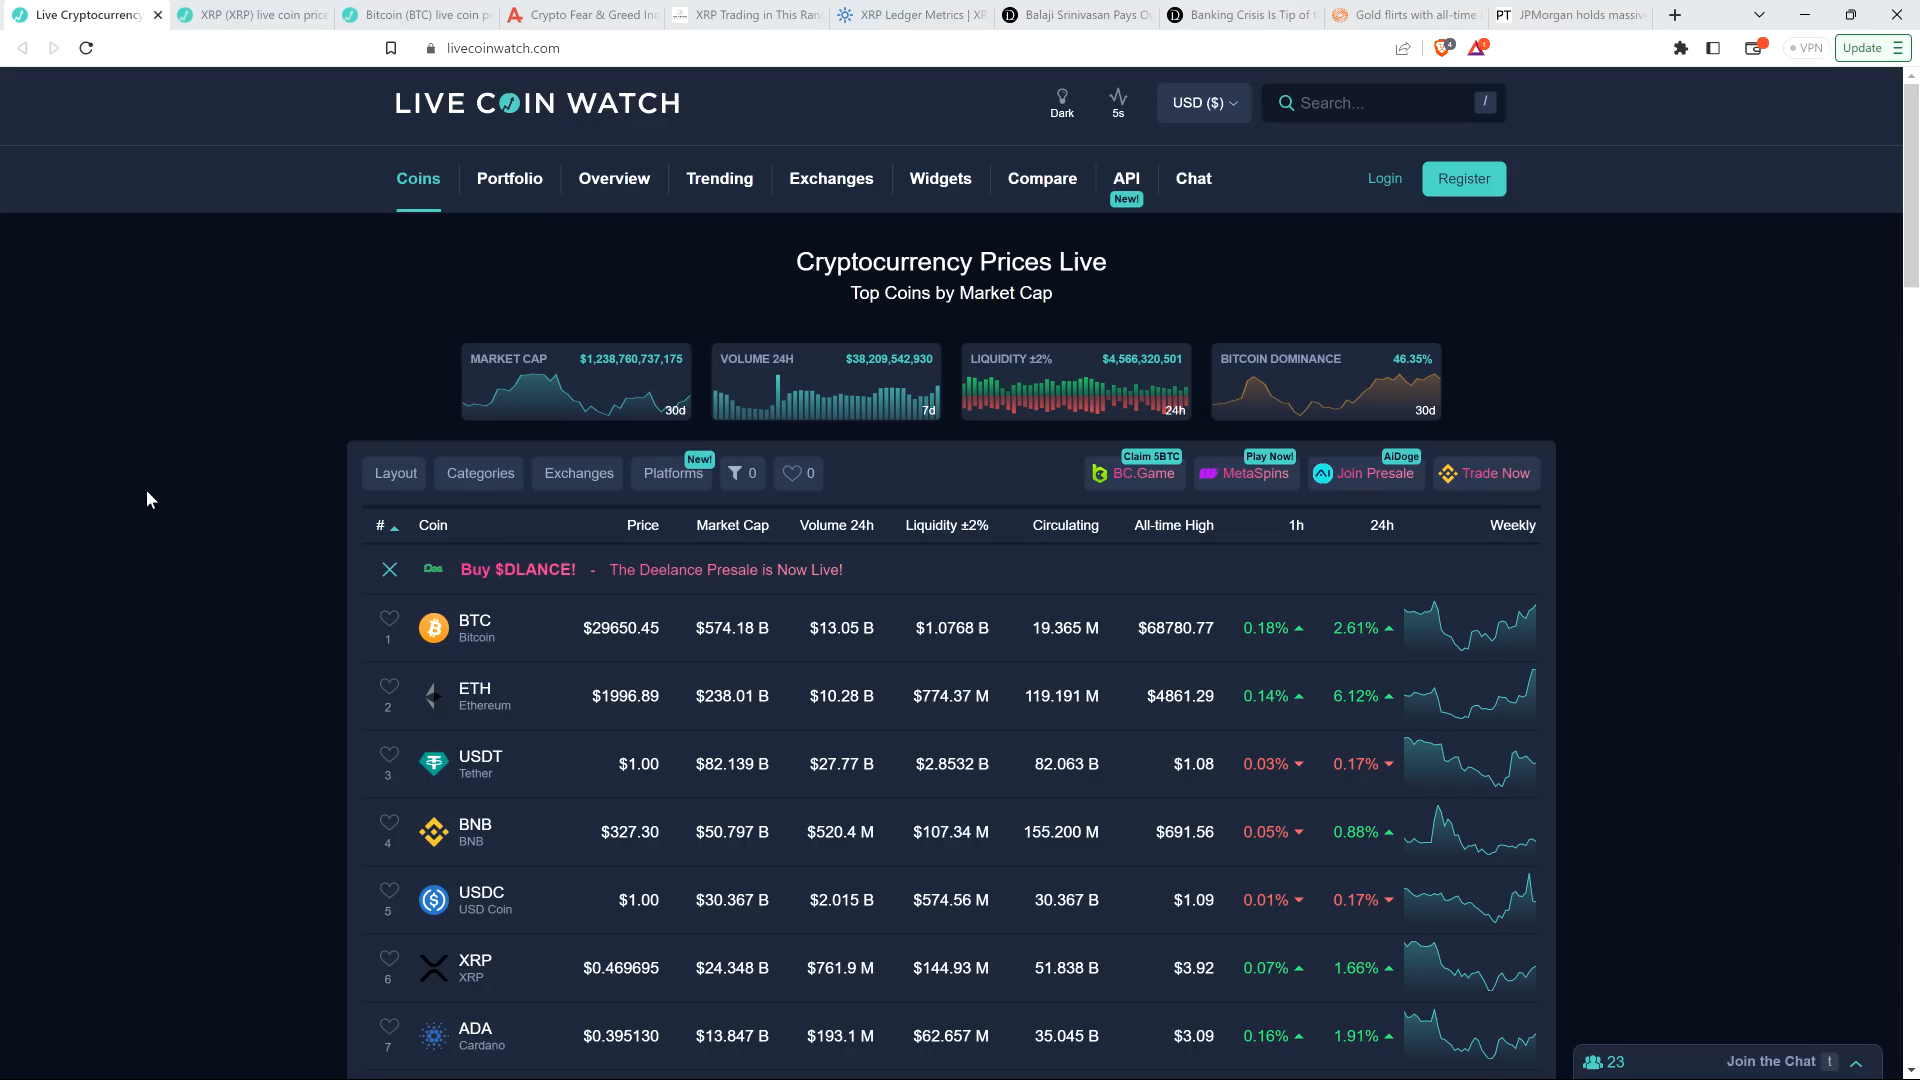 Live Cryptocurrency
XRP (XRP) live coin price
Bitcoin (BTC) live coin pr
Crypto Fear & Greed Ind
XRP Trading in This Ran
XRP Ledger Metrics | XR
Balaji Srinivasan Pays O
Banking Crisis Is Tip of t
Gold flirts with all-time
PT JPMorgan holds massiv
livecoinwatch.com
4
1
VPN
Update
LIVE COIN WATCH
Dark
5s
USD ($)
Search...
/
Coins
Portfolio
Overview
Trending
Exchanges
Widgets
Compare
API
New!
Chat
Login
Register
Cryptocurrency Prices Live
Top Coins by Market Cap
MARKET CAP $1,238,760,737,175
30d
VOLUME 24H $38,209,542,930
7d
LIQUIDITY ±2% $4,566,320,501
24h
BITCOIN DOMINANCE 46.35%
30d
Layout
Categories
Exchanges
Platforms
New!
0
0
Claim 5BTC
BC.Game
Play Now!
MetaSpins
AiDoge
Join Presale
Trade Now
# Coin Price Market Cap Volume 24h Liquidity ±2% Circulating All-time High 1h 24h Weekly
Buy $DLANCE! - The Deelance Presale is Now Live!
1 BTC Bitcoin $29650.45 $574.18 B $13.05 B $1.0768 B 19.365 M $68780.77 0.18% 2.61%
2 ETH Ethereum $1996.89 $238.01 B $10.28 B $774.37 M 119.191 M $4861.29 0.14% 6.12%
3 USDT Tether $1.00 $82.139 B $27.77 B $2.8532 B 82.063 B $1.08 0.03% 0.17%
4 BNB BNB $327.30 $50.797 B $520.4 M $107.34 M 155.200 M $691.56 0.05% 0.88%
5 USDC USD Coin $1.00 $30.367 B $2.015 B $574.56 M 30.367 B $1.09 0.01% 0.17%
6 XRP XRP $0.469695 $24.348 B $761.9 M $144.93 M 51.838 B $3.92 0.07% 1.66%
7 ADA Cardano $0.395130 $13.847 B $193.1 M $62.657 M 35.045 B $3.09 0.16% 1.91%
23 Join the Chat t